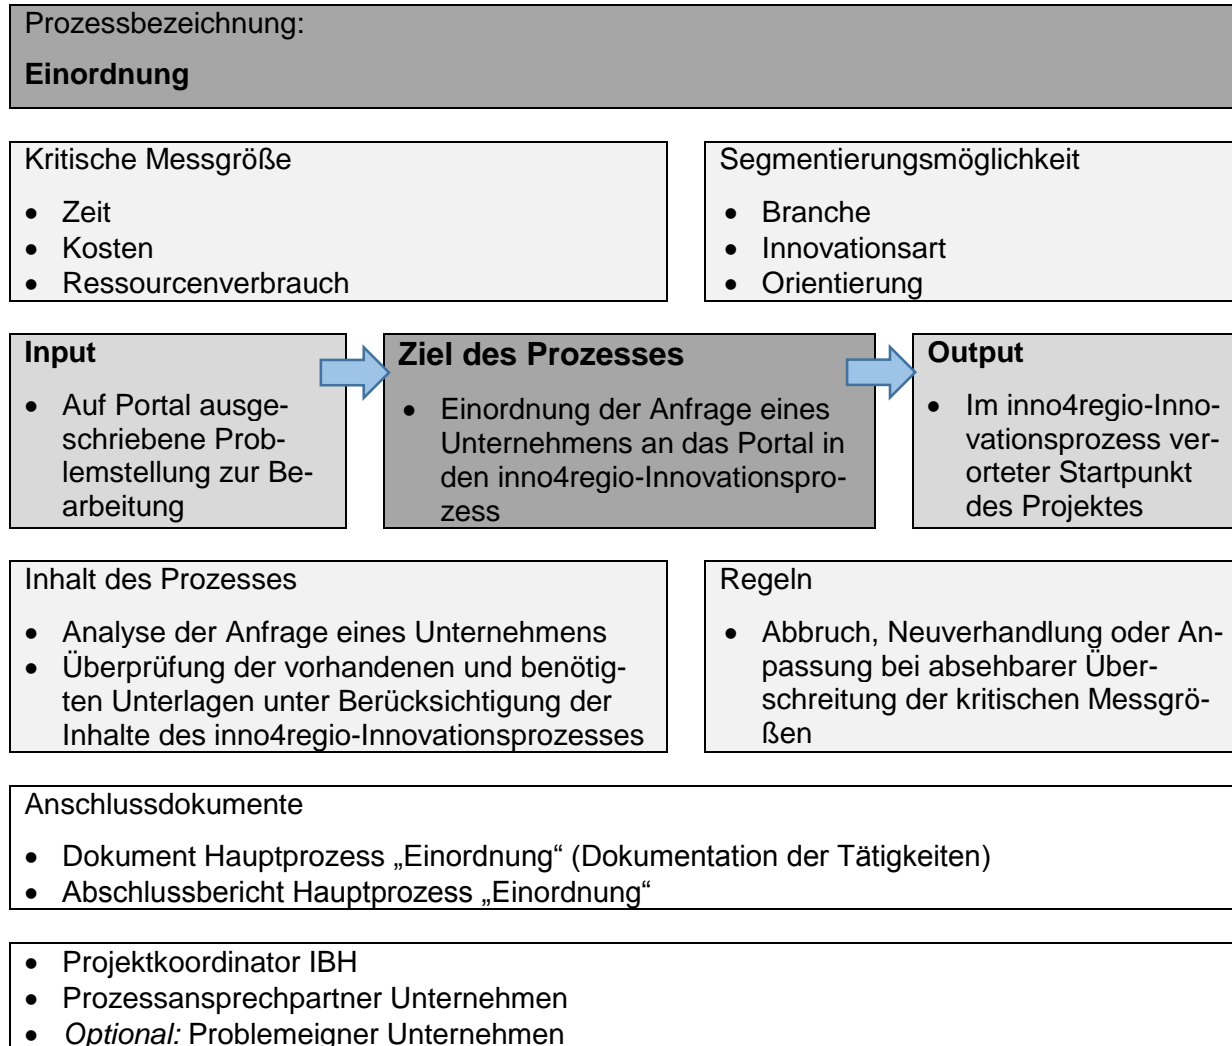 Prozessbezeichnung:
Einordnung
Kritische Messgröße
• Zeit
• Kosten
• Ressourcenverbrauch
Segmentierungsmöglichkeit
• Branche
• Innovationsart
• Orientierung
Input
• Auf Portal ausge-
schriebene Prob-
lemstellung zur Be-
arbeitung
Ziel des Prozesses
• Einordnung der Anfrage eines
Unternehmens an das Portal in
den inno4regio-Innovationspro-
zess
Output
• Im inno4regio-Inno-
vationsprozess ver-
orteter Startpunkt
des Projektes
Inhalt des Prozesses
• Analyse der Anfrage eines Unternehmens
• Überprüfung der vorhandenen und benötig-
ten Unterlagen unter Berücksichtigung der
Inhalte des inno4regio-Innovationsprozesses
Regeln
• Abbruch, Neuverhandlung oder An-
passung bei absehbarer Über-
schreitung der kritischen Messgrö-
ßen
Anschlussdokumente
• Dokument Hauptprozess „Einordnung“ (Dokumentation der Tätigkeiten)
• Abschlussbericht Hauptprozess „Einordnung“
• Projektkoordinator IBH
• Prozessansprechpartner Unternehmen
• Optional: Problemeigner Unternehmen